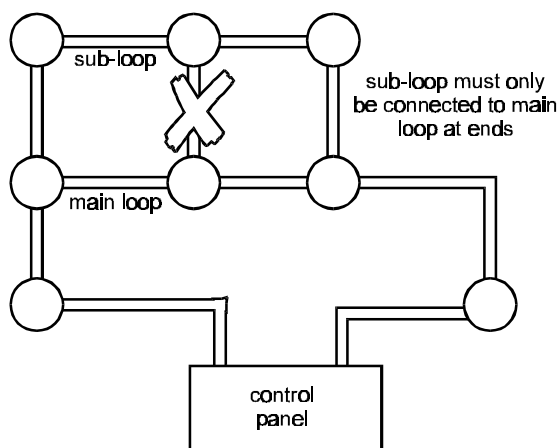 sub-loop
sub-loop must only
be connected to main
loop at ends
main loop
control
panel